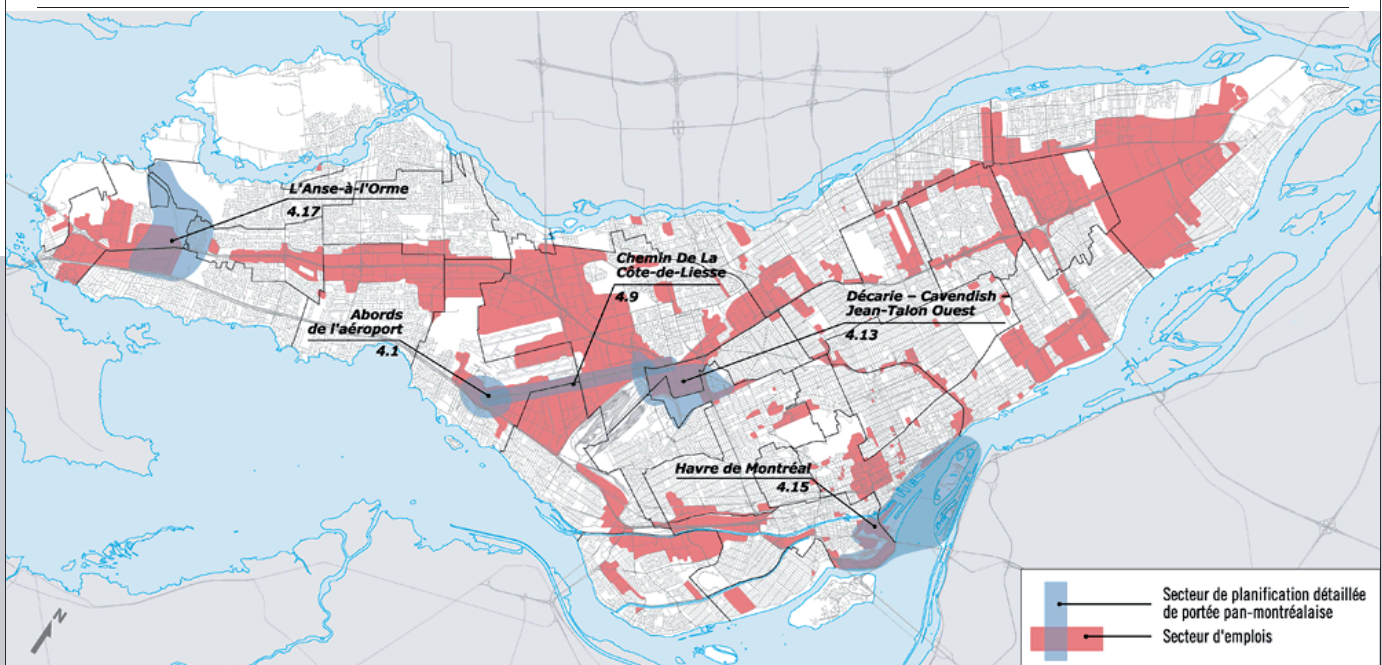 L'Anse-à-l'Orme
4.17
Chemin De La
Côte-de-Liesse
4.9
Abords
de l'aéroport
4.1
Décarie – Cavendish –
Jean-Talon Ouest
4.13
Havre de Montréal
4.15
N
Secteur de planification détaillée
de portée pan-montréalaise
Secteur d'emplois